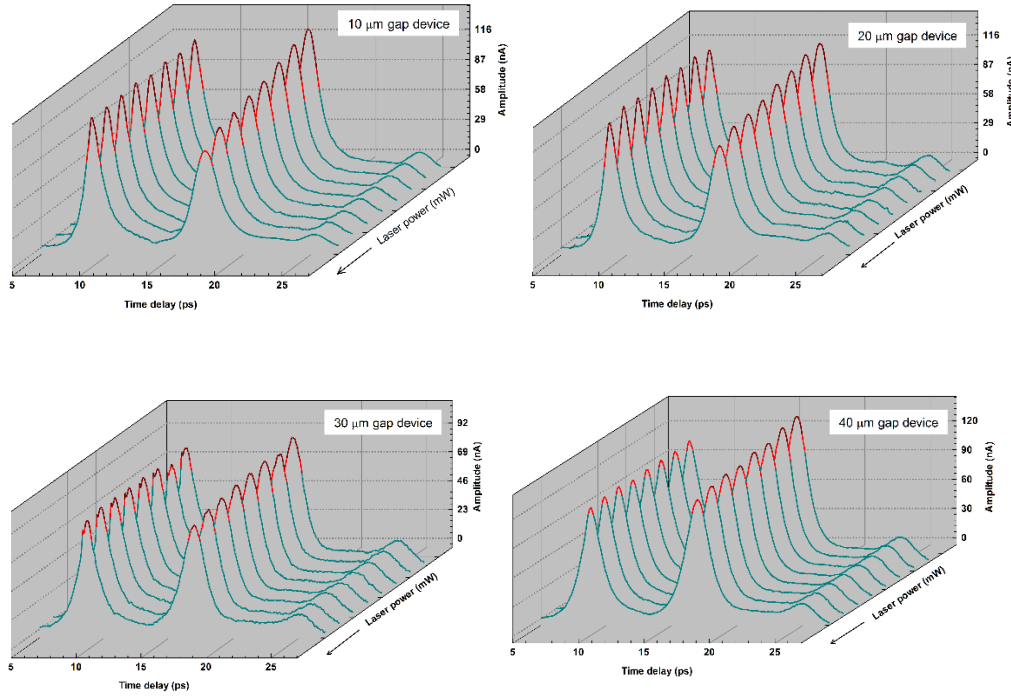 10 μm gap device
116
87
58
29
0
Amplitude (nA)
Laser power (mW)
5 10 15 20 25
Time delay (ps)
20 μm gap device
116
87
58
29
0
Amplitude (nA)
Laser power (mW)
5 10 15 20 25
Time delay (ps)
30 μm gap device
92
69
46
23
0
Amplitude (nA)
Laser power (mW)
5 10 15 20 25
Time delay (ps)
40 μm gap device
120
90
60
30
0
Amplitude (nA)
Laser power (mW)
5 10 15 20 25
Time delay (ps)